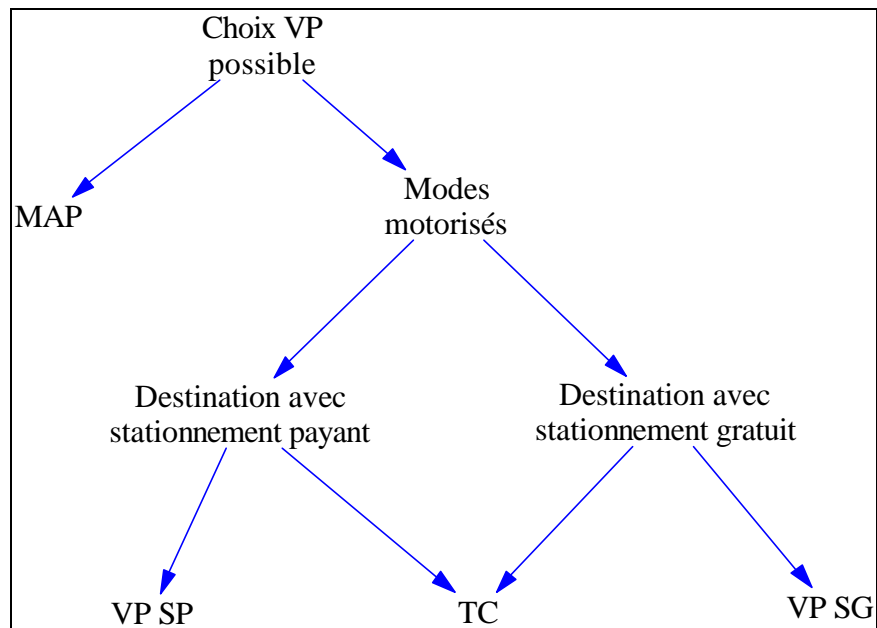 Choix VP
possible
MAP
Modes
motorisés
Destination avec
stationnement payant
Destination avec
stationnement gratuit
VP SP
TC
VP SG